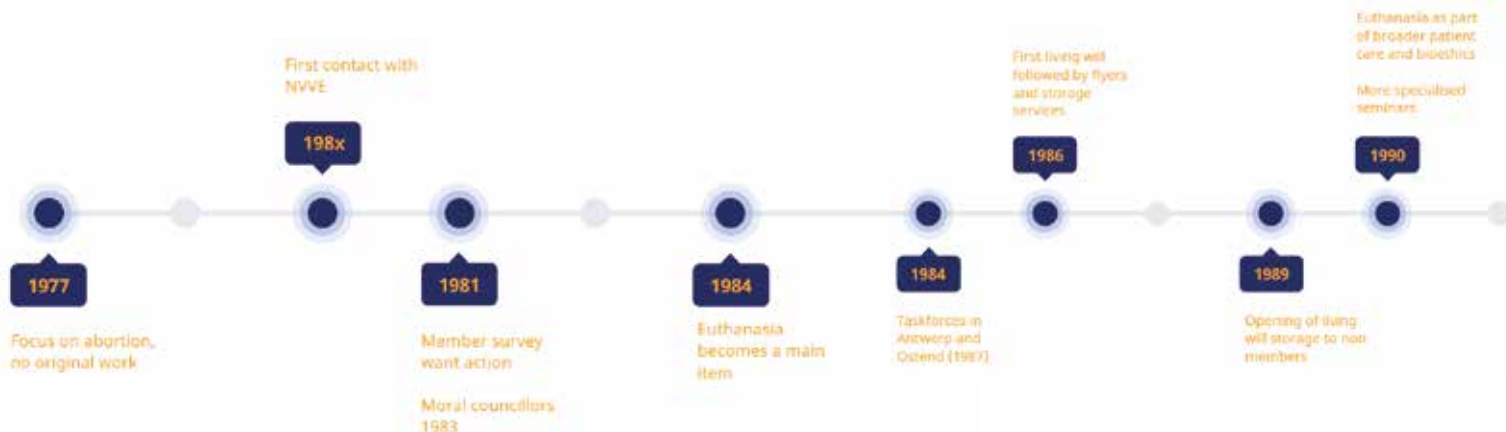 1977
Focus on abortion,
no original work
First contact with
NVVE
198x
1981
Member survey
want action
Moral councillors
1983
1984
Euthanasia
becomes a main
item
1984
Taskforces in
Antwerp and
Ostend (1987)
First living will
followed by flyers
and storage
services
1986
1989
Opening of living
will storage to non
members
Euthanasia as part
of broader patient
care and bioethics
More specialised
seminars
1990